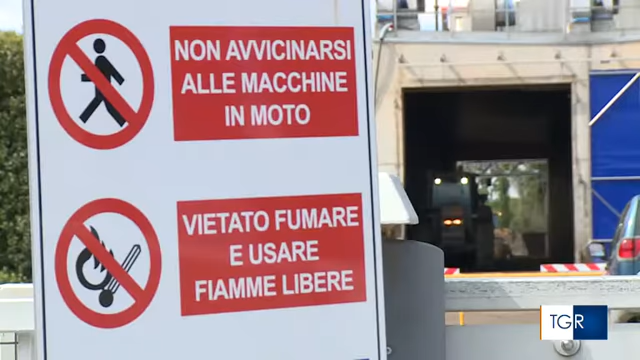 NON AVVICINARSI
ALLE MACCHINE
IN MOTO
VIETATO FUMARE
E USARE
FIAMME LIBERE
TGR